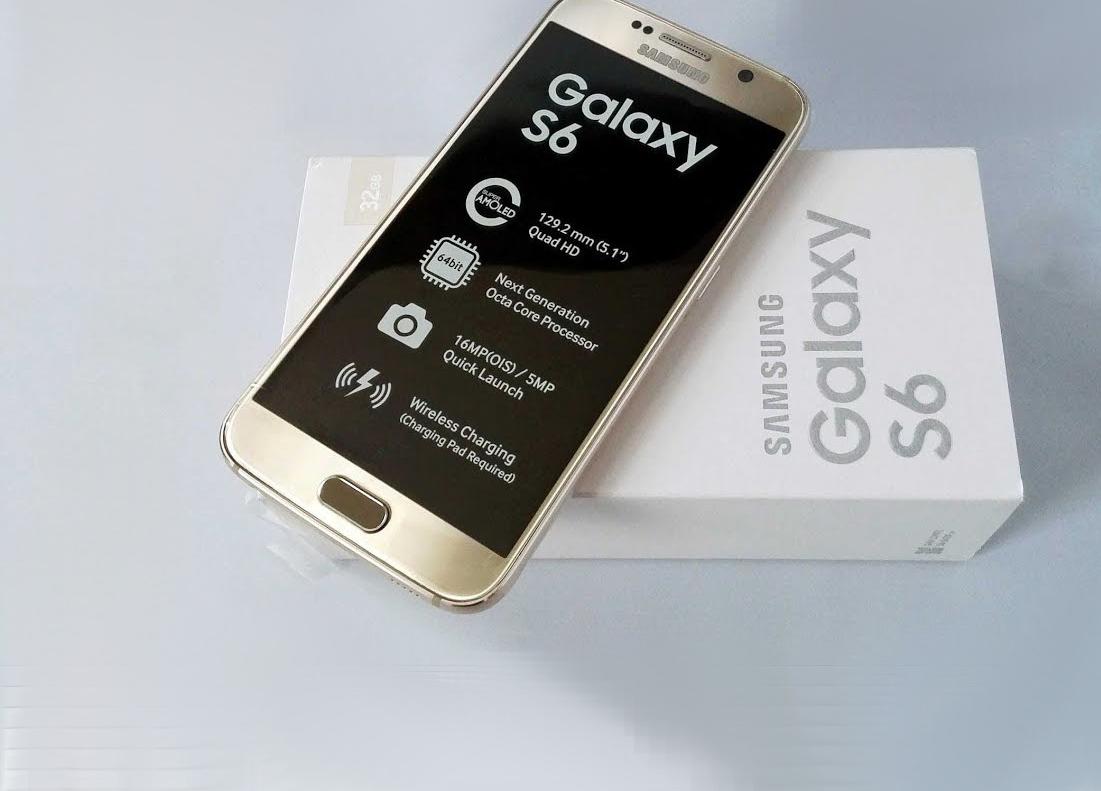 SAMSUNG
Galaxy
S6
SUPER
AMOLED
129.2 mm (5.1")
Quad HD
64bit
Next Generation
Octa Core Processor
16MP(OIS) / 5MP
Quick Launch
Wireless Charging
(Charging Pad Required)
32GB
SAMSUNG
Galaxy
S6